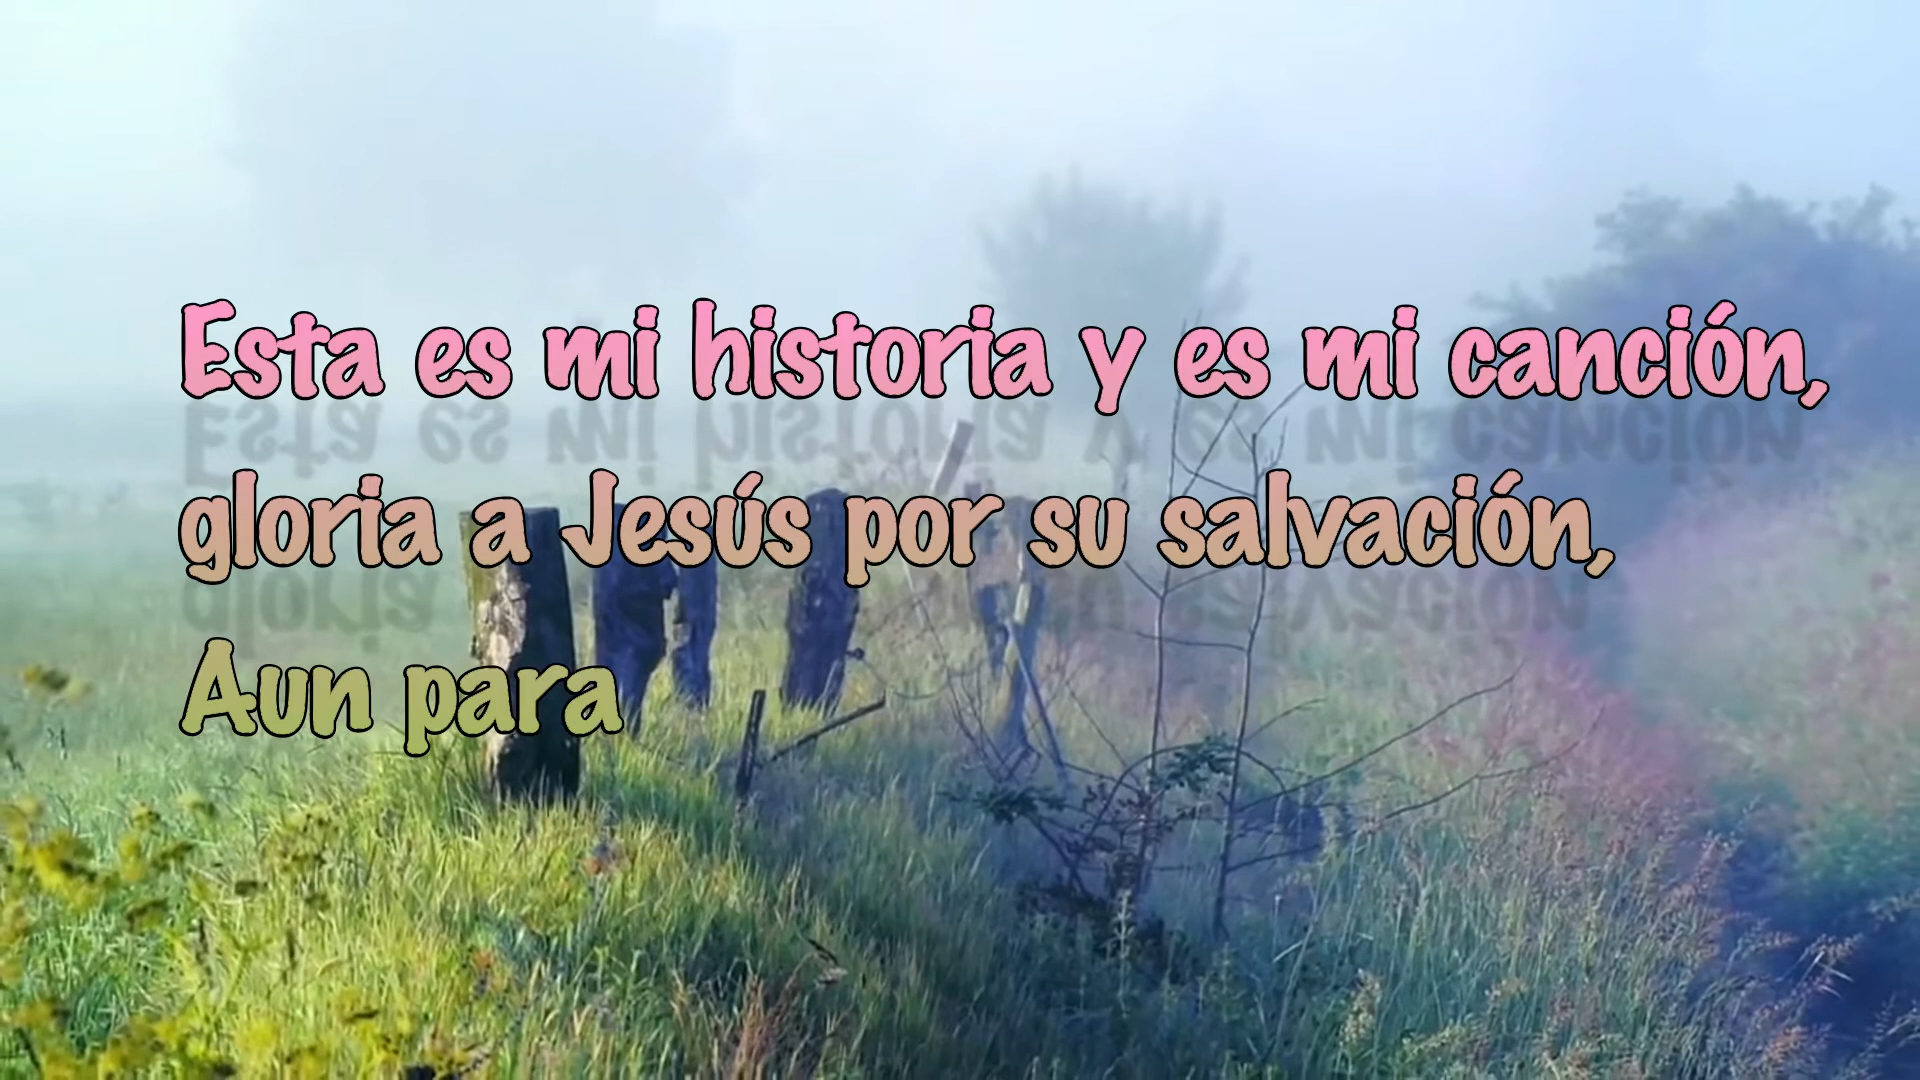 Esta es mi historia y es mi canción,
gloria a Jesús por su salvación,
Aun para